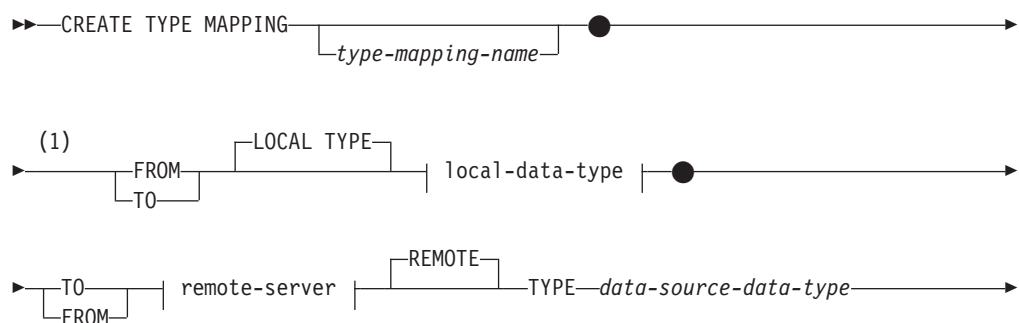 CREATE TYPE MAPPING
type-mapping-name
(1)
LOCAL TYPE
FROM
local-data-type
TO
REMOTE
TO
remote-server
TYPE
data-source-data-type
FROM